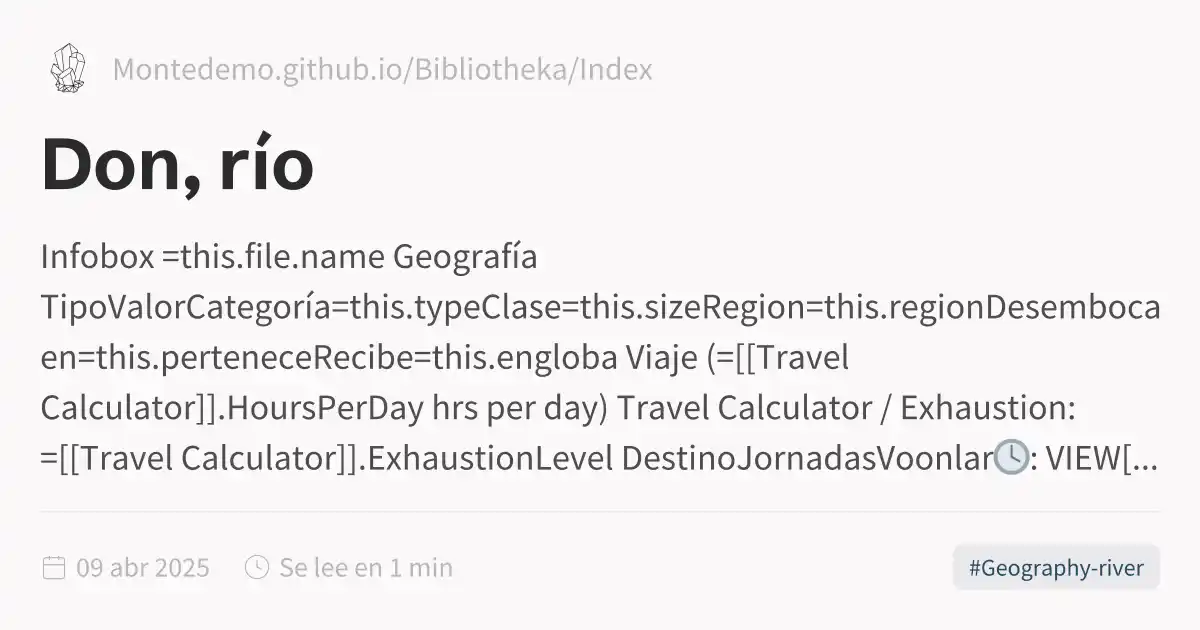 Montedemo.github.io/Bibliotheka/Index
Don, río
Infobox =this.file.name Geografía
TipoValorCategoría=this.typeClase=this.sizeRegion=this.regionDesemboca
en=this.perteneceRecibe=this.engloba Viaje (=[[Travel
Calculator]].HoursPerDay hrs per day) Travel Calculator / Exhaustion:
=[[Travel Calculator]].ExhaustionLevel DestinoJornadasVoonlar🕓: VIEW[...
09 abr 2025 Se lee en 1 min #Geography-river